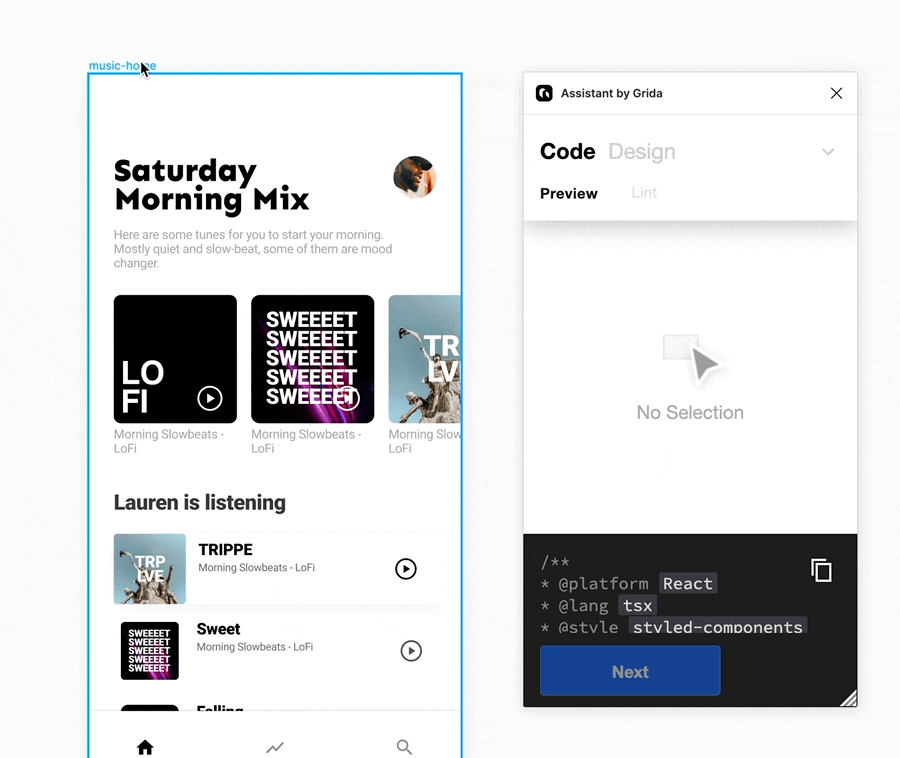 music-home
Saturday
Morning Mix
Here are some tunes for you to start your morning.
Mostly quiet and slow-beat, some of them are mood
changer.
LO
FI
SWEEEET
SWEEEET
SWEEEET
SWEEEET
SWEEEET
TR
LV
Morning Slowbeats -
LoFi
Morning Slowbeats -
LoFi
Morning Slow
LoFi
Lauren is listening
TRP
LVE
TRIPPE
Morning Slowbeats - LoFi
SWEEEET
SWEEEET
SWEEEET
SWEEEET
SWEEEET
Sweet
Morning Slowbeats - LoFi
Falling
Assistant by Grida
Code Design
Preview Lint
No Selection
/**
* @platform React
* @lang tsx
* @style styled-components
Next